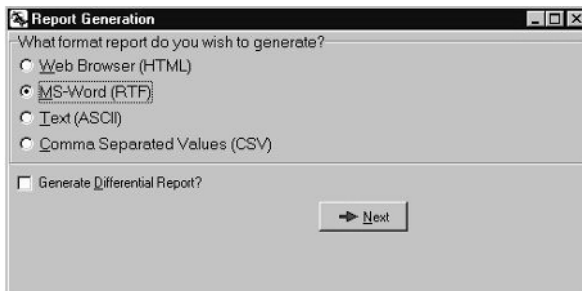 Report Generation
What format report do you wish to generate?
Web Browser (HTML)
MS-Word (RTF)
Text (ASCII)
Comma Separated Values (CSV)
Generate Differential Report?
Next